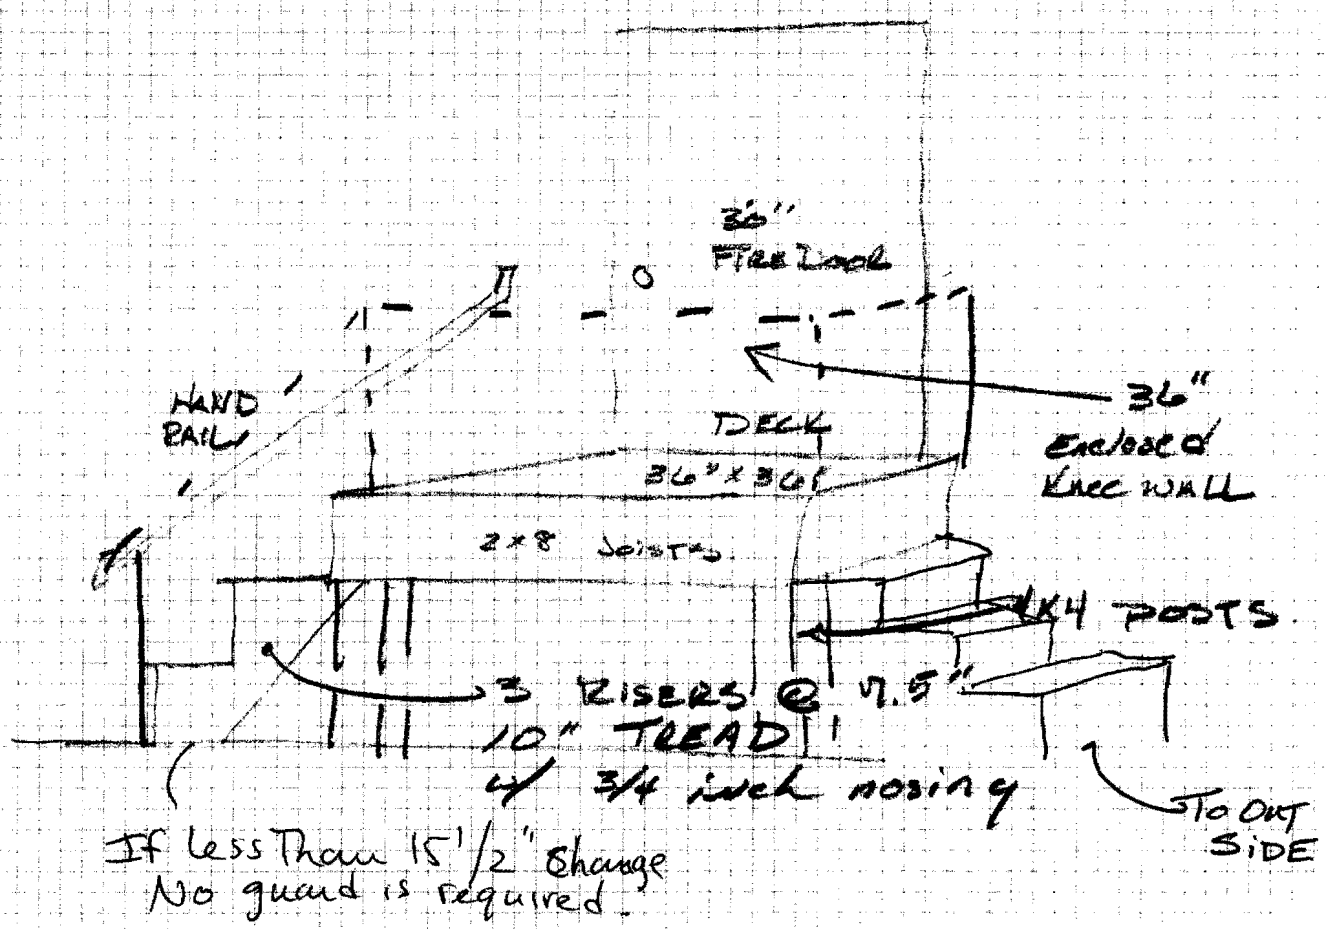 36"
FIRE DOOR
HAND
RAIL
36"
Enclosed
Knee WALL
DECK
36" x 36"
2x8 JOISTS.
4x4 POSTS.
3 RISERS @ 7.5"
10" TREAD
w/ 3/4 inch nosing
TO OUT
SIDE
If less Than 15 1/2" Change
No guard is required.